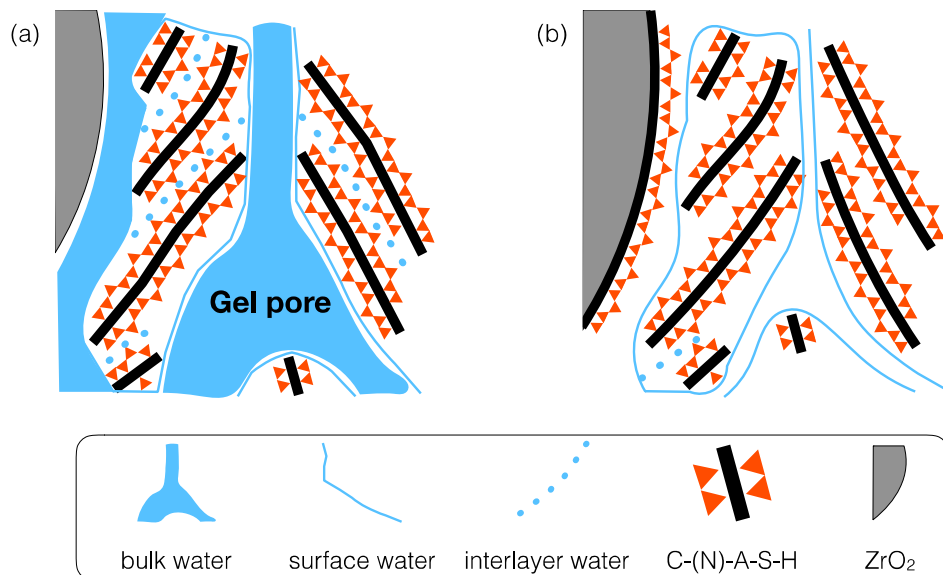 (a)
(b)
Gel pore
bulk water
surface water
interlayer water
C-(N)-A-S-H
ZrO₂